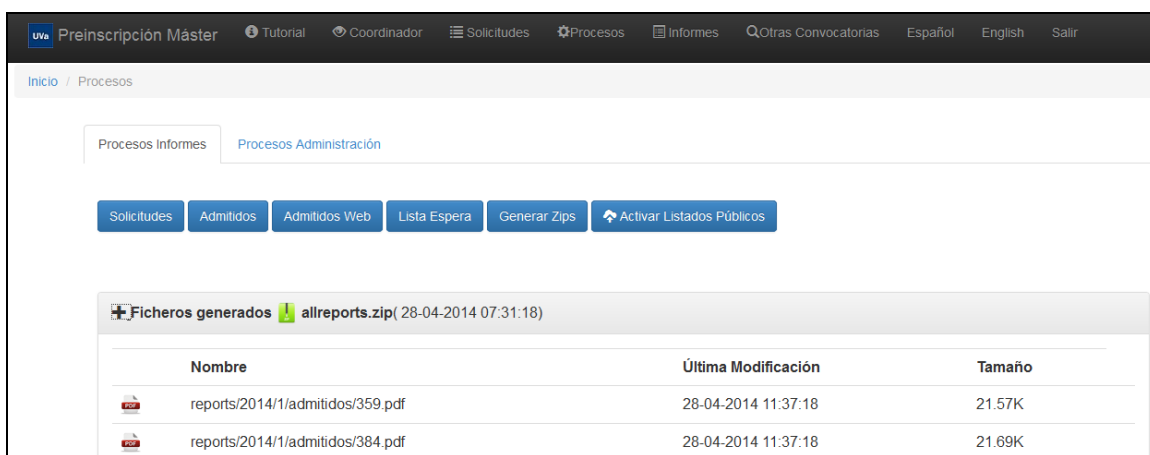 UVa Preinscripción Máster Tutorial Coordinador Solicitudes Procesos Informes Otras Convocatorias Español English Salir
Inicio / Procesos
Procesos Informes Procesos Administración
Solicitudes Admitidos Admitidos Web Lista Espera Generar Zips Activar Listados Públicos
Ficheros generados allreports.zip( 28-04-2014 07:31:18)
Nombre Última Modificación Tamaño
PDF reports/2014/1/admitidos/359.pdf 28-04-2014 11:37:18 21.57K
PDF reports/2014/1/admitidos/384.pdf 28-04-2014 11:37:18 21.69K